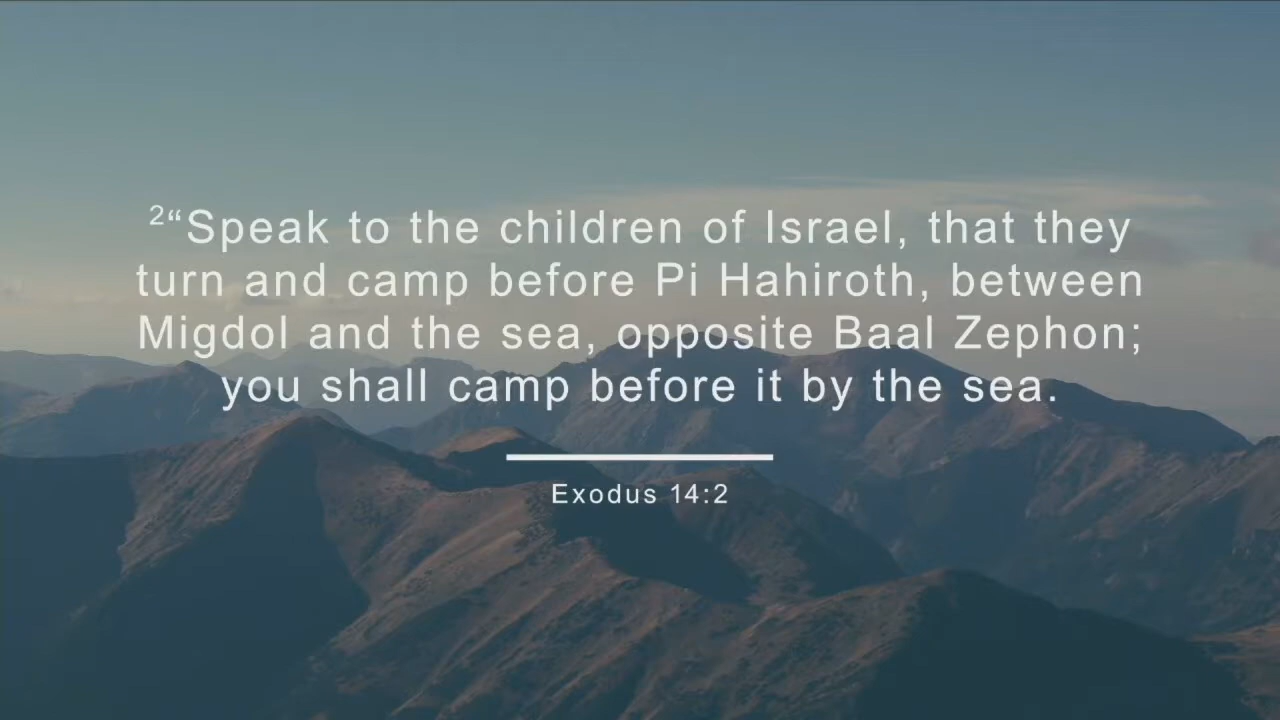 ²“Speak to the children of Israel, that they
turn and camp before Pi Hahiroth, between
Migdol and the sea, opposite Baal Zephon;
you shall camp before it by the sea.
Exodus 14:2